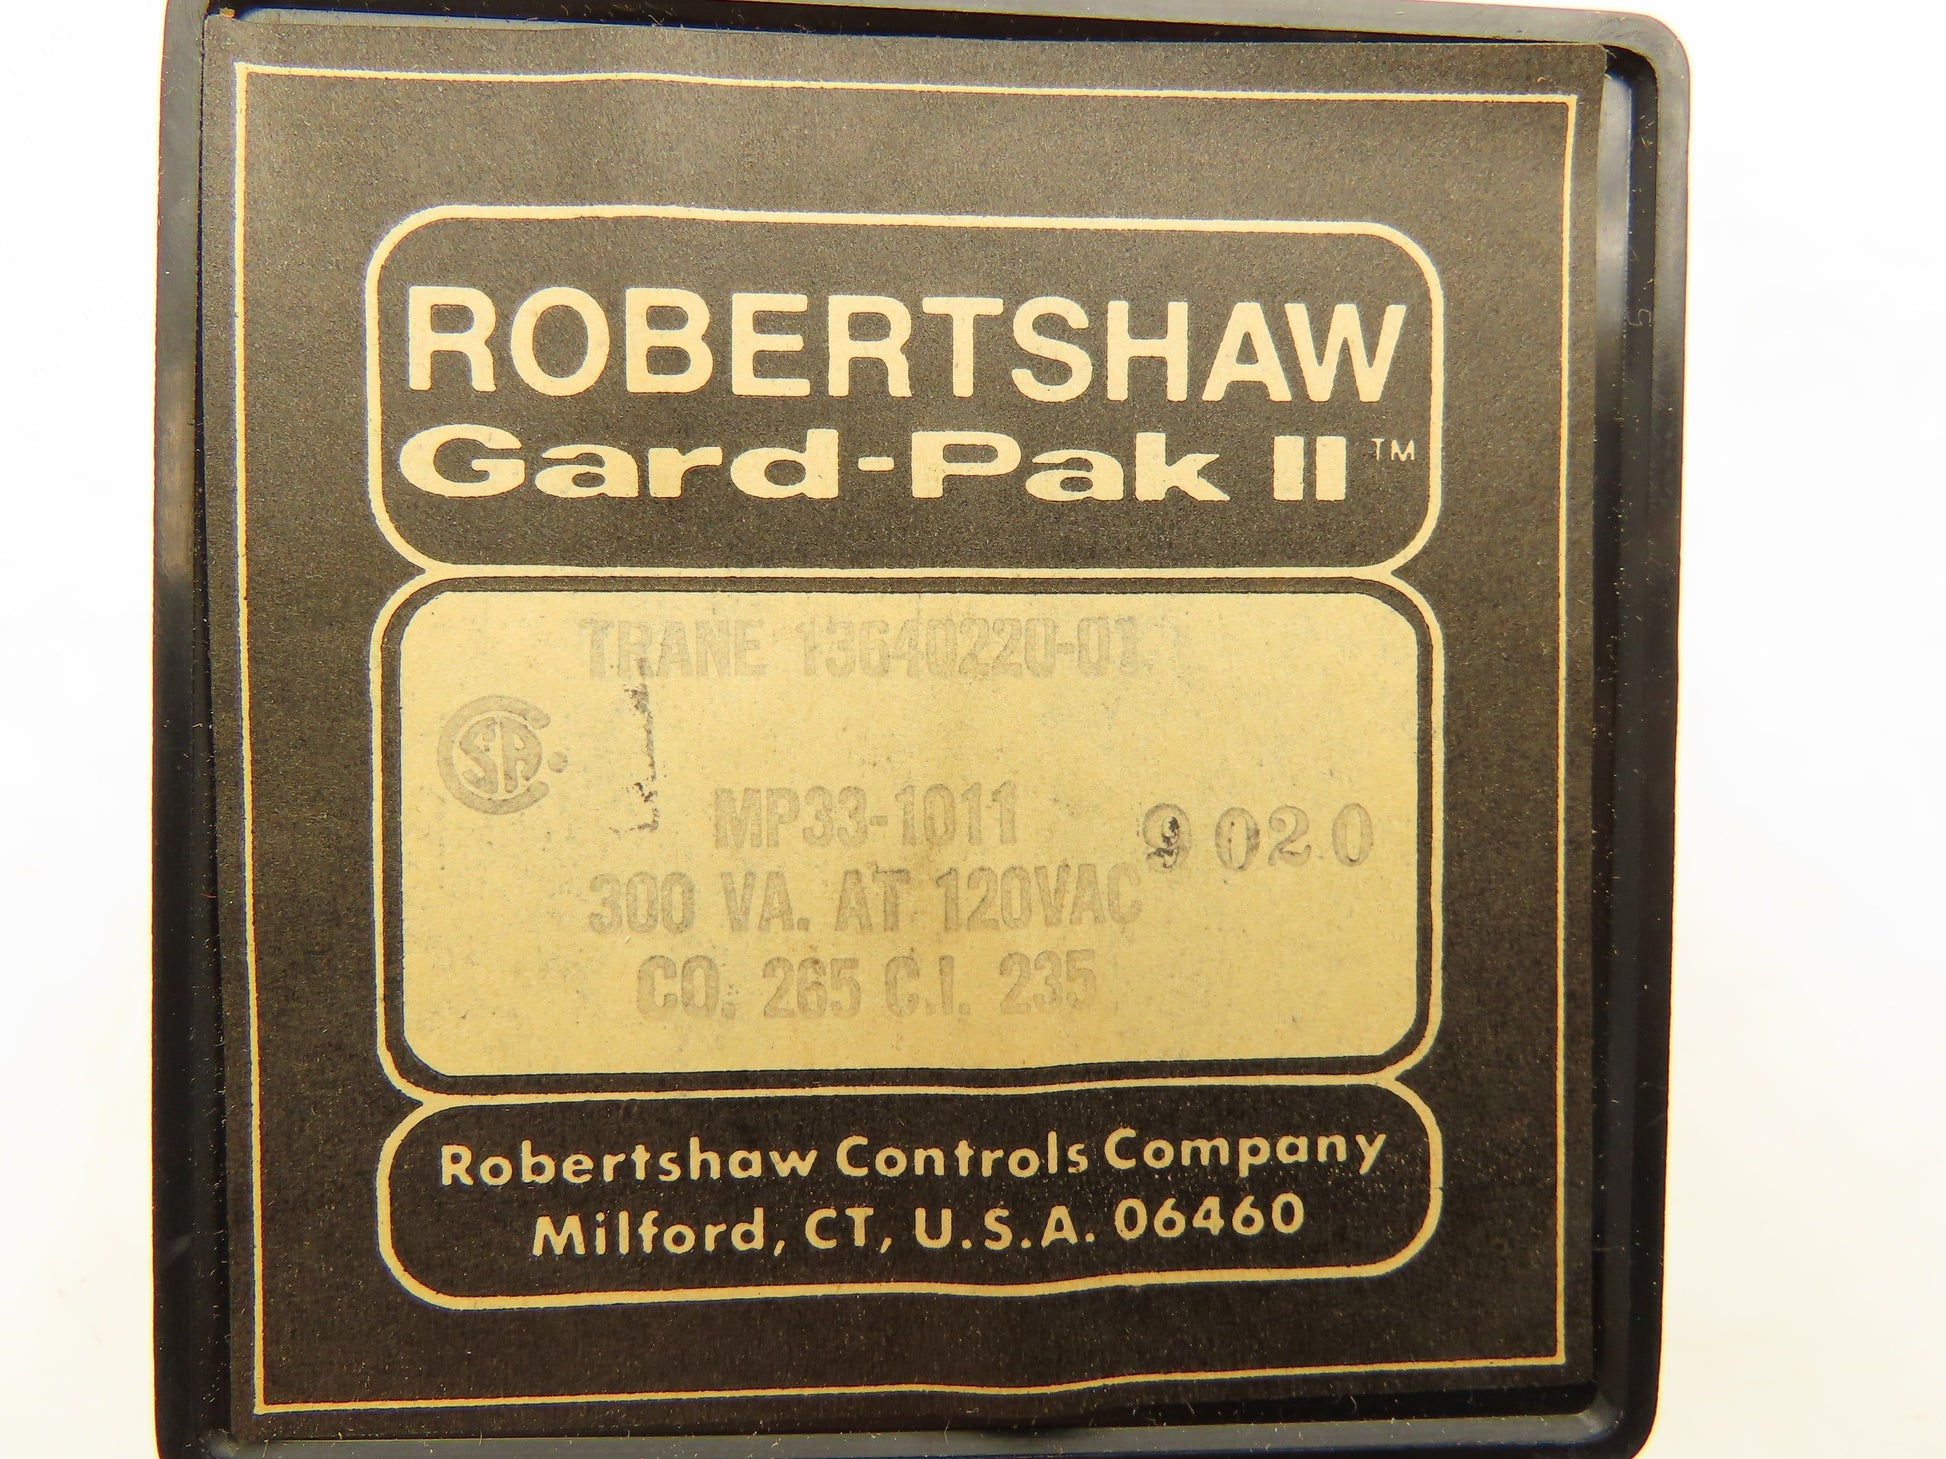 ROBERTSHAW
Gard-Pak II™
TRANE 13640220-01
CSA
MP33-1011
9020
300 VA. AT 120VAC
CO. 265 C.I. 235
Robertshaw Controls Company
Milford, CT, U.S.A. 06460